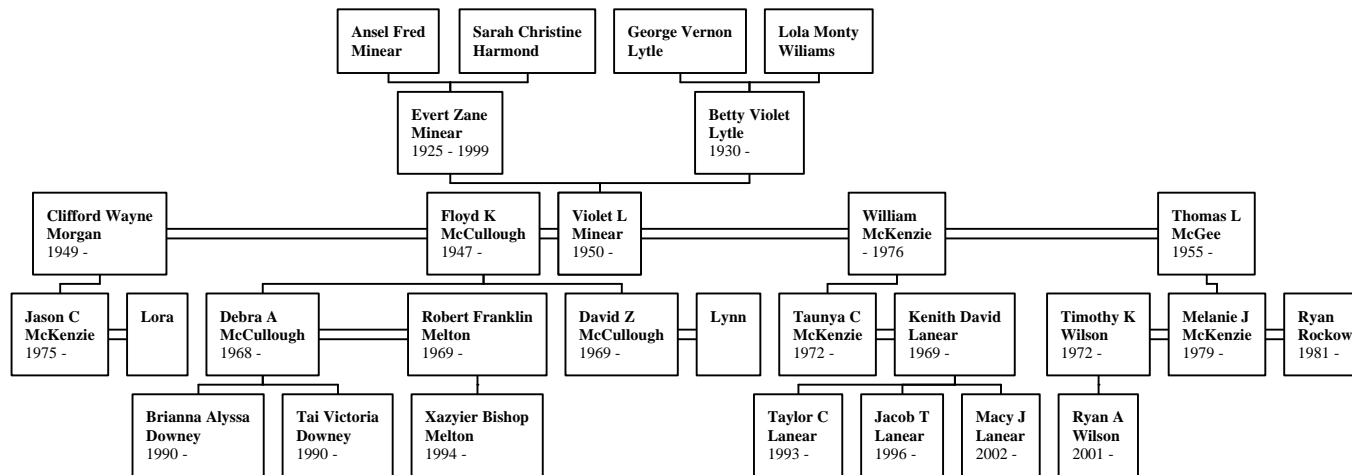 Ansel Fred
Minear
Sarah Christine
Harmond
George Vernon
Lytle
Lola Monty
Wiliams
Evert Zane
Minear
1925 - 1999
Betty Violet
Lytle
1930 -
Clifford Wayne
Morgan
1949 -
Floyd K
McCullough
1947 -
Violet L
Minear
1950 -
William
McKenzie
- 1976
Thomas L
McGee
1955 -
Jason C
McKenzie
1975 -
Lora
Debra A
McCullough
1968 -
Robert Franklin
Melton
1969 -
David Z
McCullough
1969 -
Lynn
Taunya C
McKenzie
1972 -
Kenith David
Lanear
1969 -
Timothy K
Wilson
1972 -
Melanie J
McKenzie
1979 -
Ryan
Rockow
1981 -
Brianna Alyssa
Downey
1990 -
Tai Victoria
Downey
1990 -
Xazyier Bishop
Melton
1994 -
Taylor C
Lanear
1993 -
Jacob T
Lanear
1996 -
Macy J
Lanear
2002 -
Ryan A
Wilson
2001 -